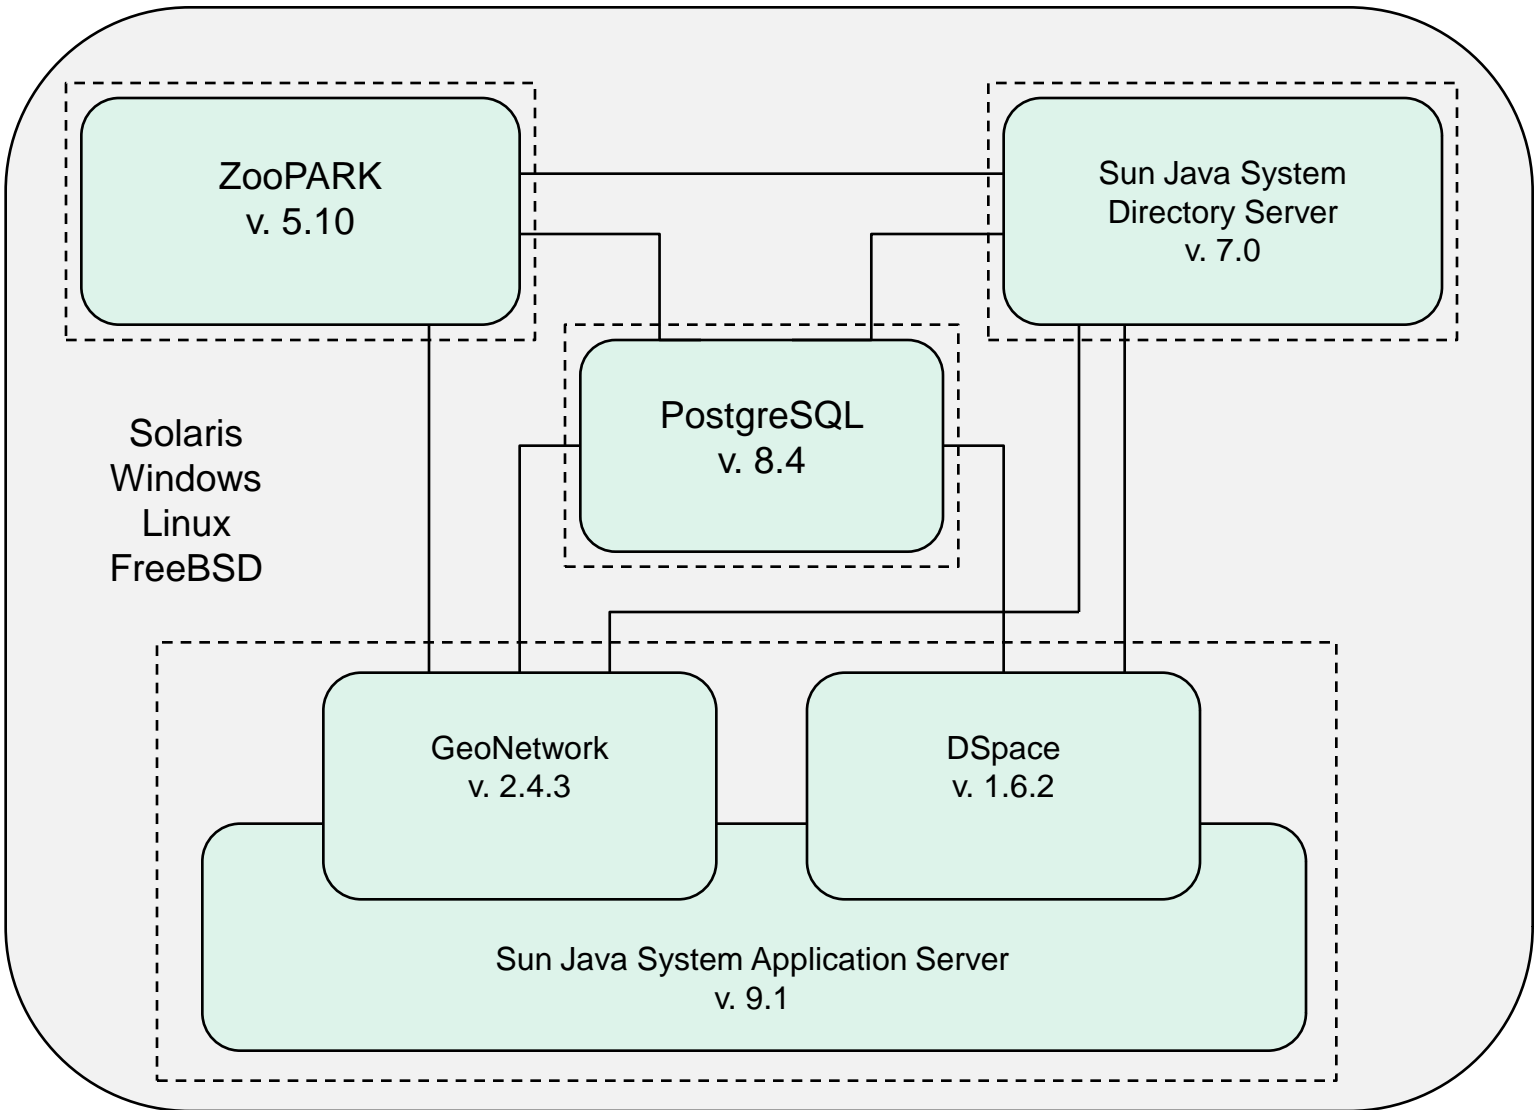 ZooPARK
v. 5.10
Sun Java System
Directory Server
v. 7.0
PostgreSQL
v. 8.4
Solaris
Windows
Linux
FreeBSD
GeoNetwork
v. 2.4.3
DSpace
v. 1.6.2
Sun Java System Application Server
v. 9.1